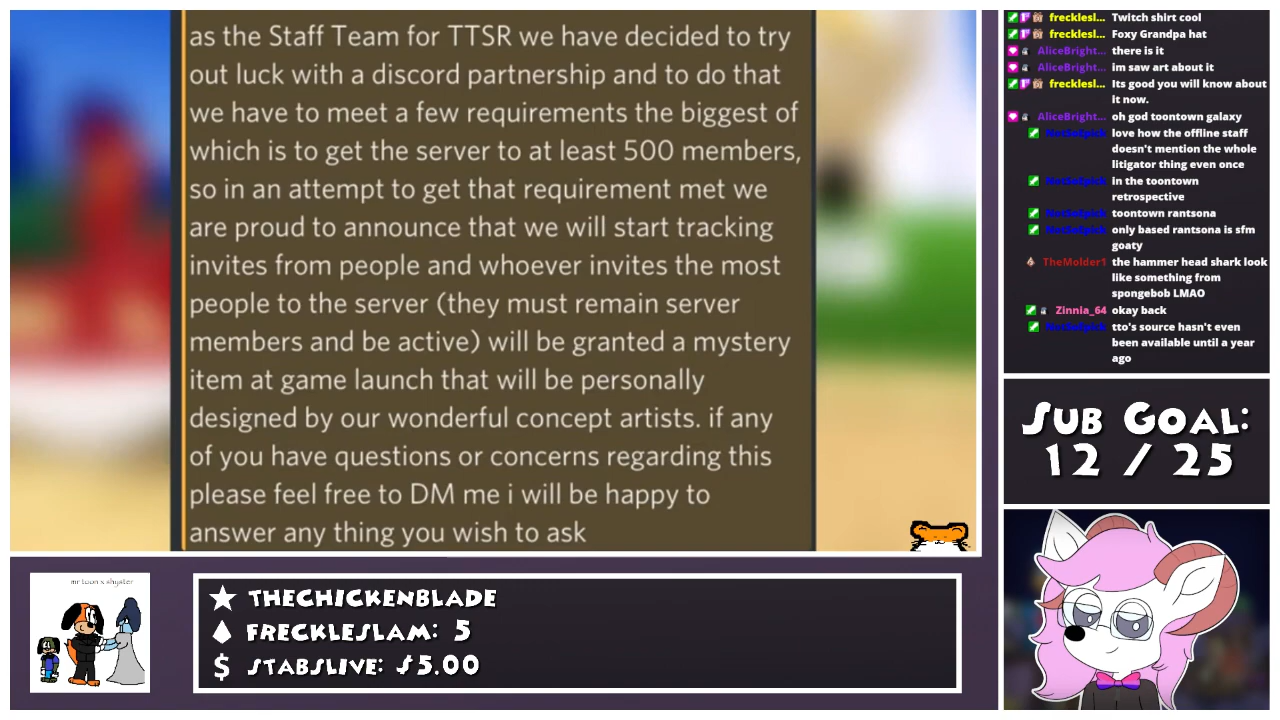 as the Staff Team for TTSR we have decided to try
out luck with a discord partnership and to do that
we have to meet a few requirements the biggest of
which is to get the server to at least 500 members,
so in an attempt to get that requirement met we
are proud to announce that we will start tracking
invites from people and whoever invites the most
people to the server (they must remain server
members and be active) will be granted a mystery
item at game launch that will be personally
designed by our wonderful concept artists. if any
of you have questions or concerns regarding this
please feel free to DM me i will be happy to
answer any thing you wish to ask
frecklesl... Twitch shirt cool
frecklesl... Foxy Grandpa hat
AliceBright... there is it
AliceBright... im saw art about it
frecklesl... Its good you will know about
it now.
AliceBright... oh god toontown galaxy
NotSoEpick love how the offline staff
doesn't mention the whole
litigator thing even once
NotSoEpick in the toontown
retrospective
NotSoEpick toontown rantsona
NotSoEpick only based rantsona is sfm
goaty
TheMolder1 the hammer head shark look
like something from
spongebob LMAO
Zinnia_64 okay back
NotSoEpick tto's source hasn't even
been available until a year
ago
SUB GOAL:
12 / 25
mr toon x shyster
THECHICKENBLADE
FRECKLESLAM: 5
$ STABSLIVE: $5.00